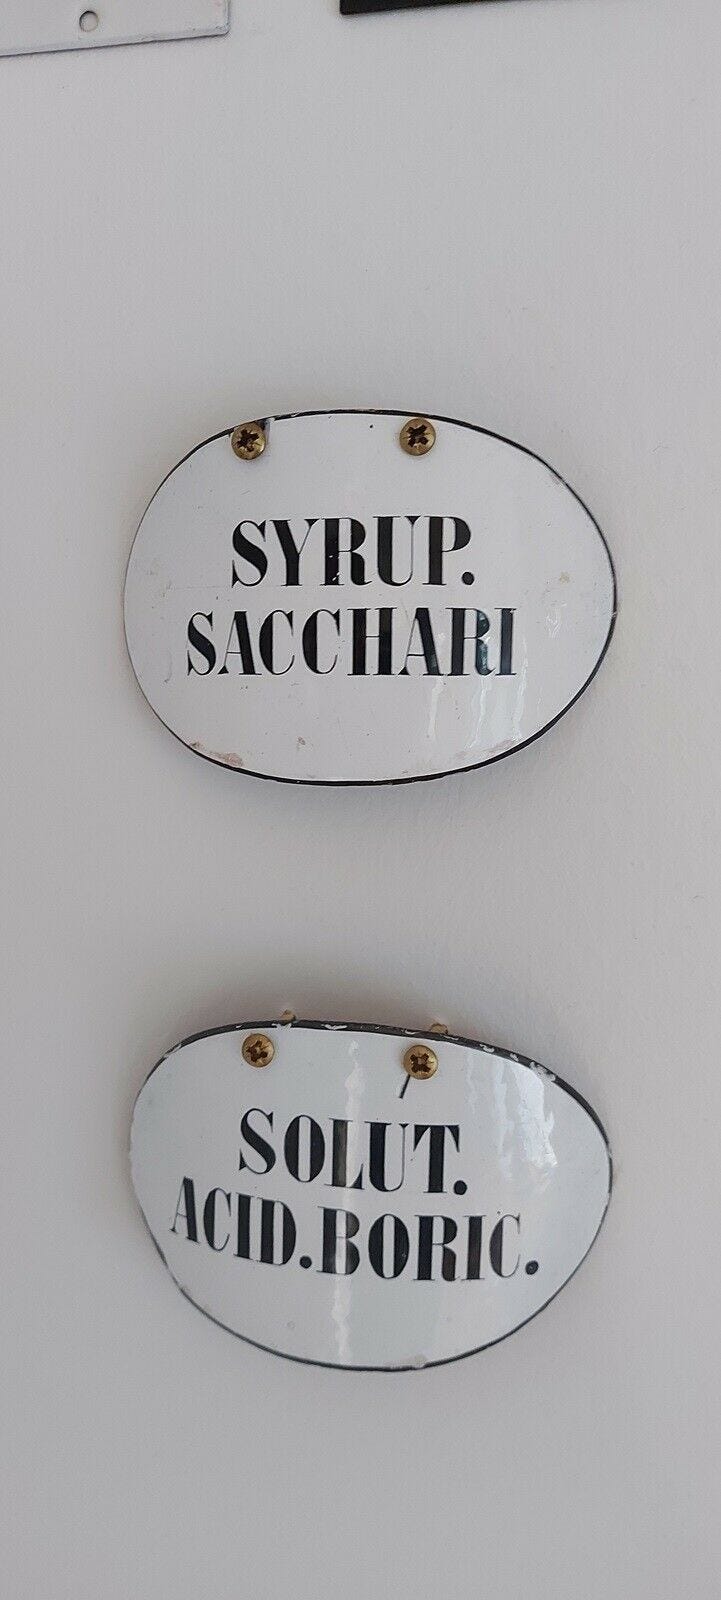 SYRUP.
SACCHARI
SOLUT.
ACID.BORIC.